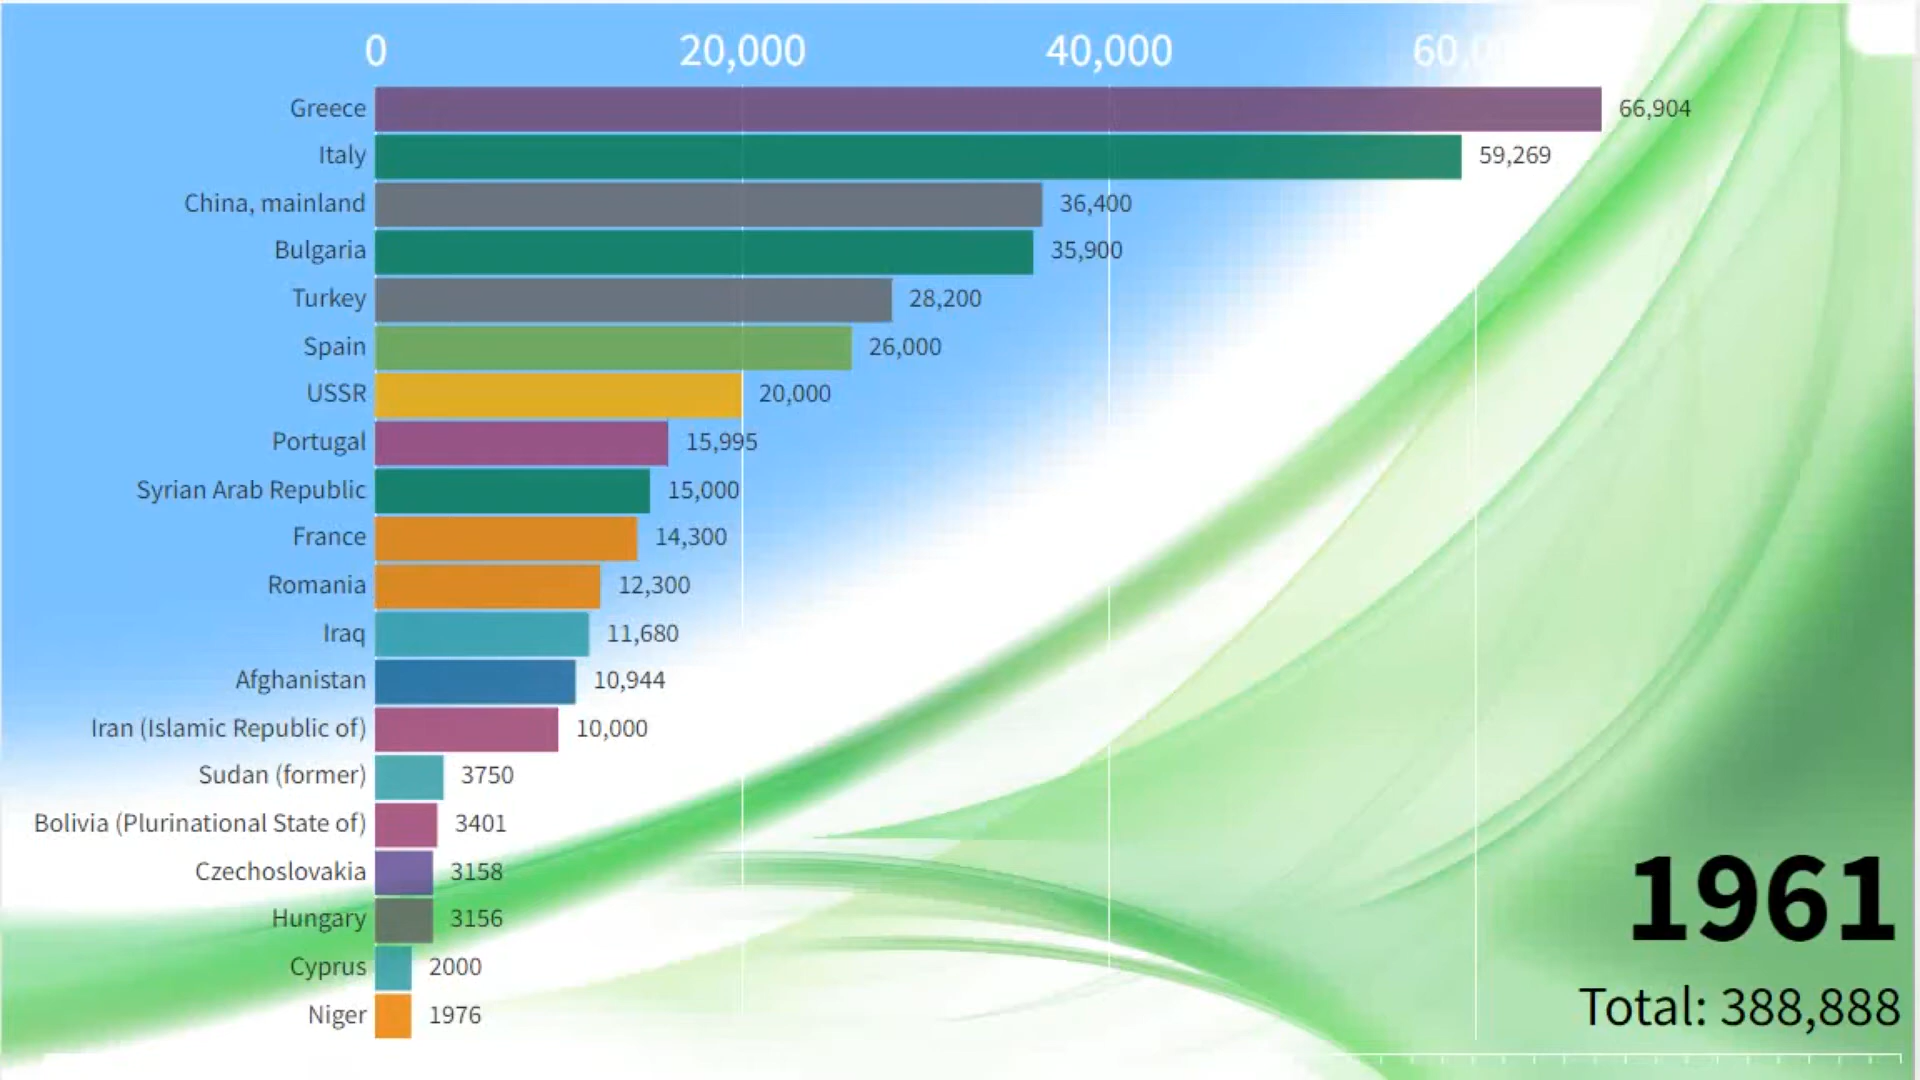 0 20,000 40,000 60,0
Greece 66,904
Italy 59,269
China, mainland 36,400
Bulgaria 35,900
Turkey 28,200
Spain 26,000
USSR 20,000
Portugal 15,995
Syrian Arab Republic 15,000
France 14,300
Romania 12,300
Iraq 11,680
Afghanistan 10,944
Iran (Islamic Republic of) 10,000
Sudan (former) 3750
Bolivia (Plurinational State of) 3401
Czechoslovakia 3158
Hungary 3156
Cyprus 2000
Niger 1976
1961
Total: 388,888